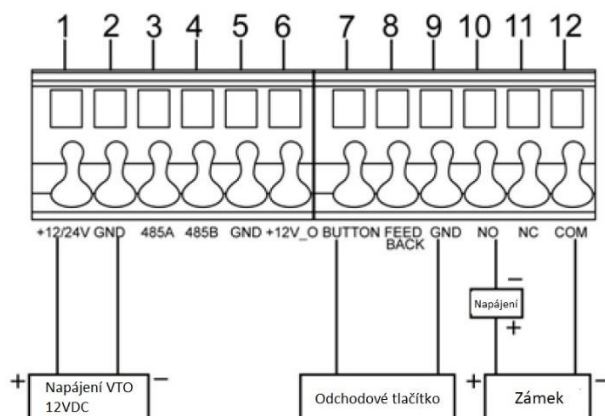 1 2 3 4 5 6 7 8 9 10 11 12
+12/24V GND 485A 485B GND +12V_O BUTTON FEED BACK GND NO NC COM
− Napájení +
+ Napájení VTO −
12VDC
Odchodové tlačítko
+ Zámek −